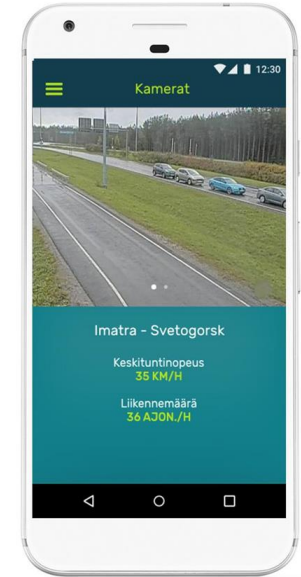 12:30
Kamerat
Imatra - Svetogorsk
Keskituntinopeus
35 KM/H
Liikennemäärä
36 AJON./H